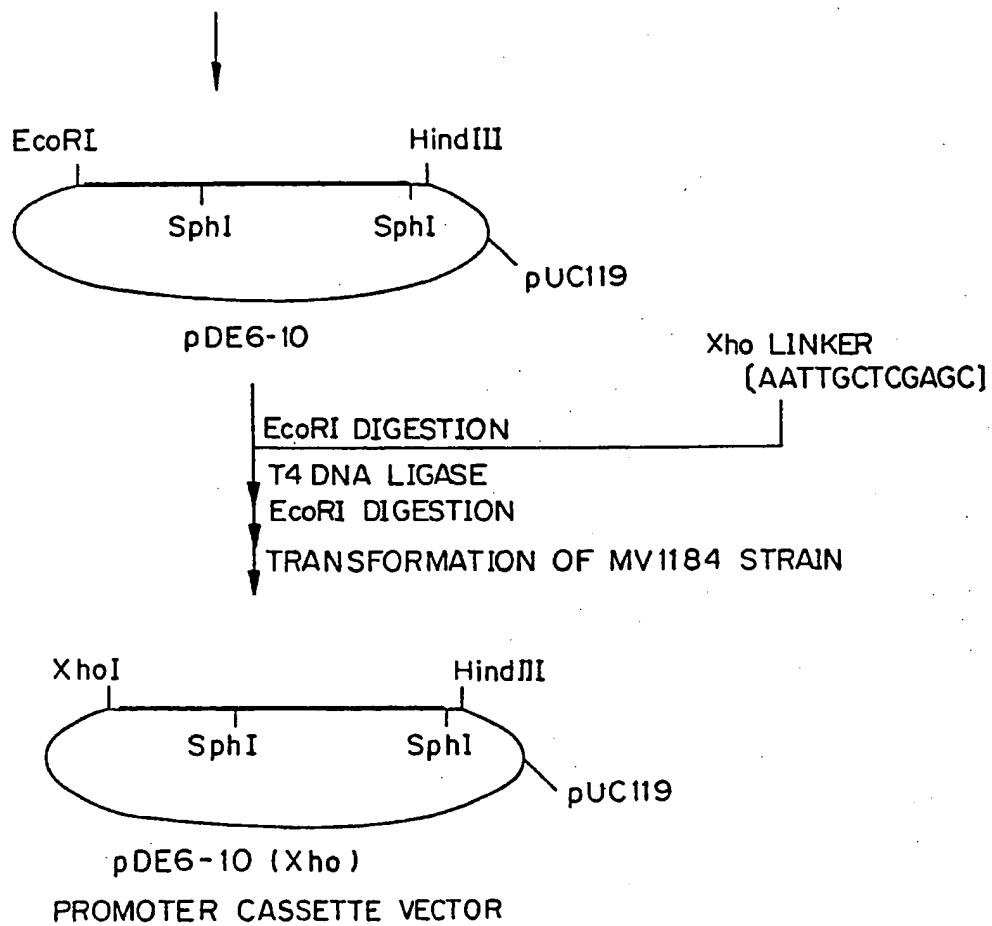 EcoRI HindIII
SphI SphI
pUC119
pDE6-10
Xho LINKER
[AATTGCTCGAGC]
EcoRI DIGESTION
T4 DNA LIGASE
EcoRI DIGESTION
TRANSFORMATION OF MV1184 STRAIN
XhoI HindIII
SphI SphI
pUC119
pDE6-10 (Xho)
PROMOTER CASSETTE VECTOR